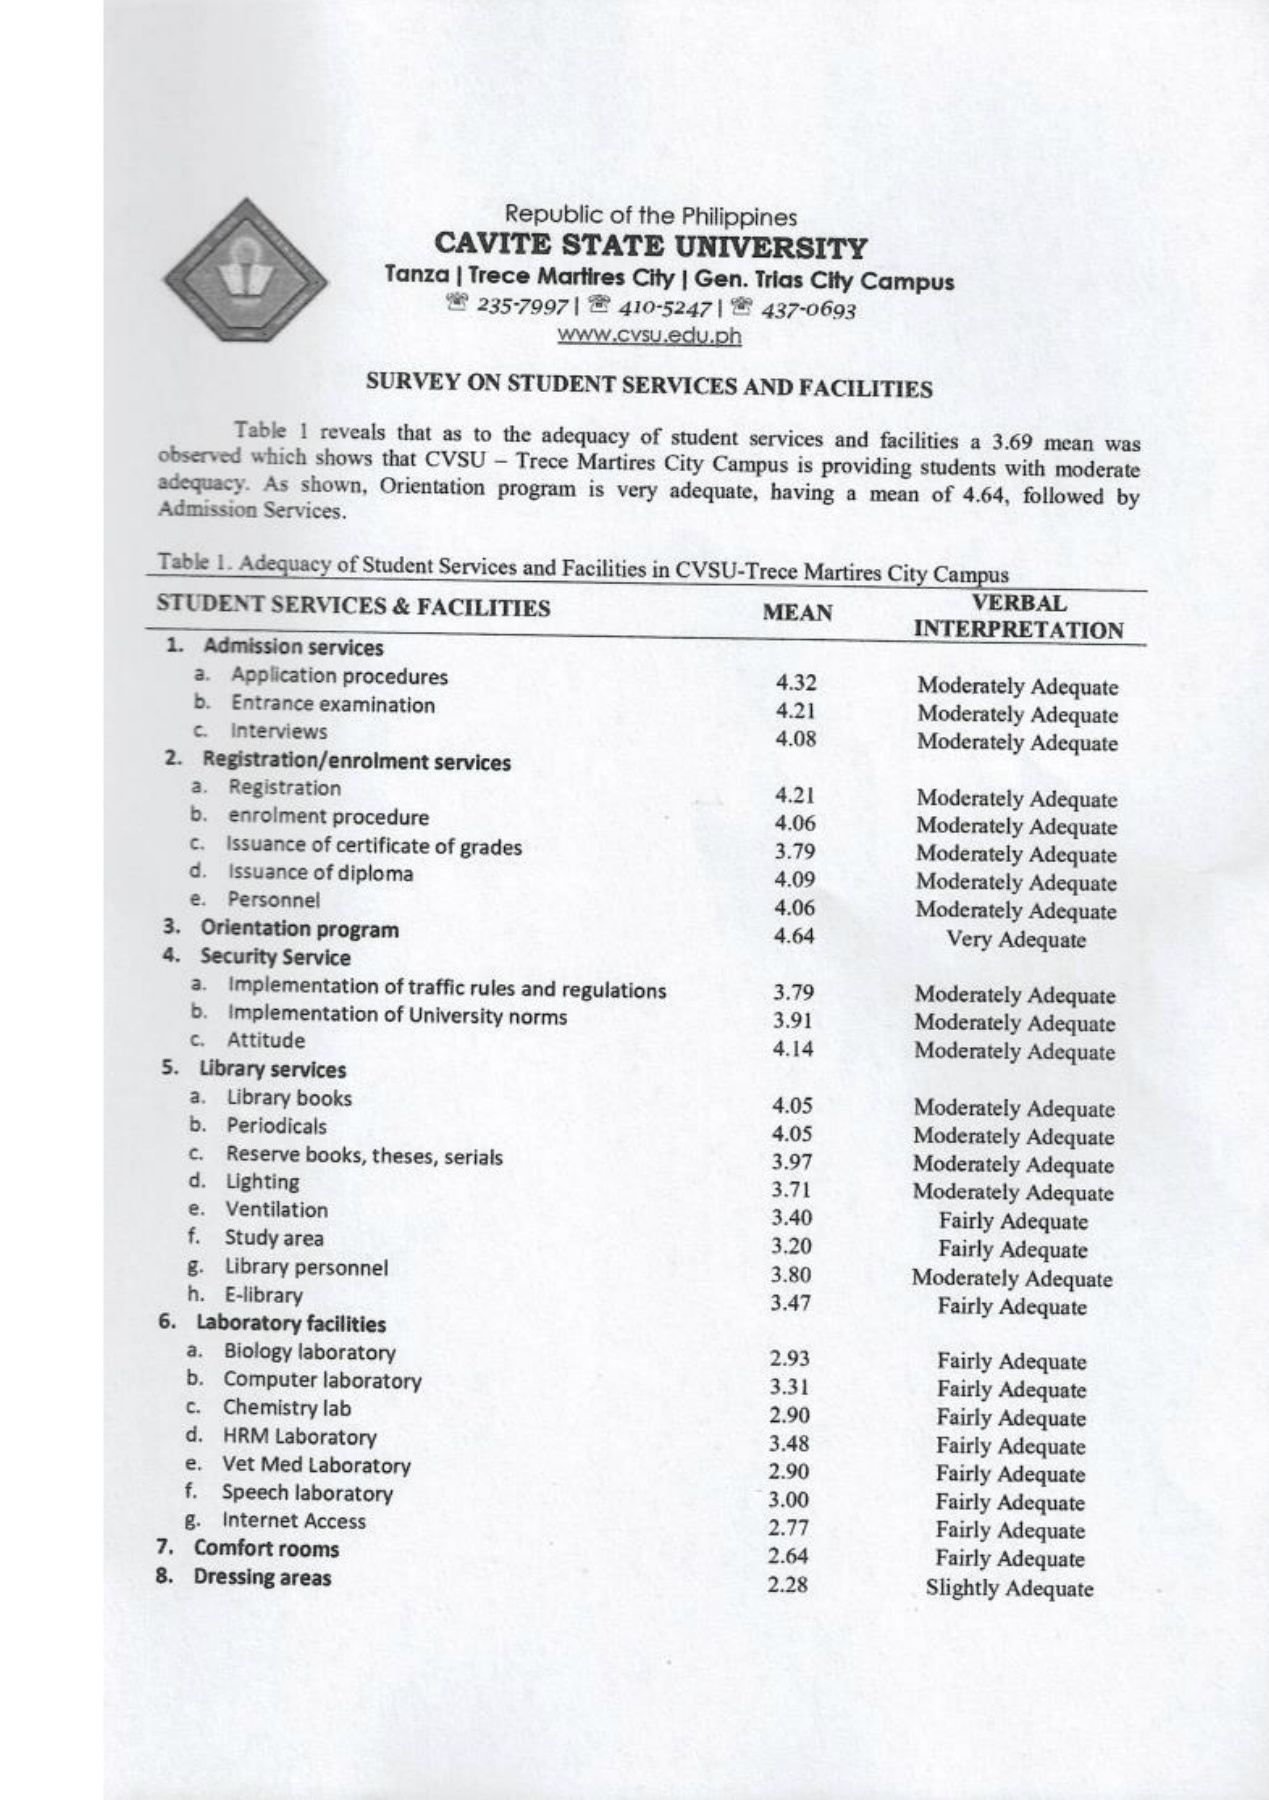 Republic of the Philippines
CAVITE STATE UNIVERSITY
Tanza | Trece Martires City | Gen. Trias City Campus
☏ 235-7997 | ☏ 410-5247 | ☏ 437-0693
www.cvsu.edu.ph
SURVEY ON STUDENT SERVICES AND FACILITIES
Table 1 reveals that as to the adequacy of student services and facilities a 3.69 mean was
observed which shows that CVSU – Trece Martires City Campus is providing students with moderate
adequacy. As shown, Orientation program is very adequate, having a mean of 4.64, followed by
Admission Services.
Table 1. Adequacy of Student Services and Facilities in CVSU-Trece Martires City Campus
STUDENT SERVICES & FACILITIES MEAN VERBAL
INTERPRETATION
1. Admission services
a. Application procedures 4.32 Moderately Adequate
b. Entrance examination 4.21 Moderately Adequate
c. Interviews 4.08 Moderately Adequate
2. Registration/enrolment services
a. Registration 4.21 Moderately Adequate
b. enrolment procedure 4.06 Moderately Adequate
c. Issuance of certificate of grades 3.79 Moderately Adequate
d. Issuance of diploma 4.09 Moderately Adequate
e. Personnel 4.06 Moderately Adequate
3. Orientation program 4.64 Very Adequate
4. Security Service
a. Implementation of traffic rules and regulations 3.79 Moderately Adequate
b. Implementation of University norms 3.91 Moderately Adequate
c. Attitude 4.14 Moderately Adequate
5. Library services
a. Library books 4.05 Moderately Adequate
b. Periodicals 4.05 Moderately Adequate
c. Reserve books, theses, serials 3.97 Moderately Adequate
d. Lighting 3.71 Moderately Adequate
e. Ventilation 3.40 Fairly Adequate
f. Study area 3.20 Fairly Adequate
g. Library personnel 3.80 Moderately Adequate
h. E-library 3.47 Fairly Adequate
6. Laboratory facilities
a. Biology laboratory 2.93 Fairly Adequate
b. Computer laboratory 3.31 Fairly Adequate
c. Chemistry lab 2.90 Fairly Adequate
d. HRM Laboratory 3.48 Fairly Adequate
e. Vet Med Laboratory 2.90 Fairly Adequate
f. Speech laboratory 3.00 Fairly Adequate
g. Internet Access 2.77 Fairly Adequate
7. Comfort rooms 2.64 Fairly Adequate
8. Dressing areas 2.28 Slightly Adequate